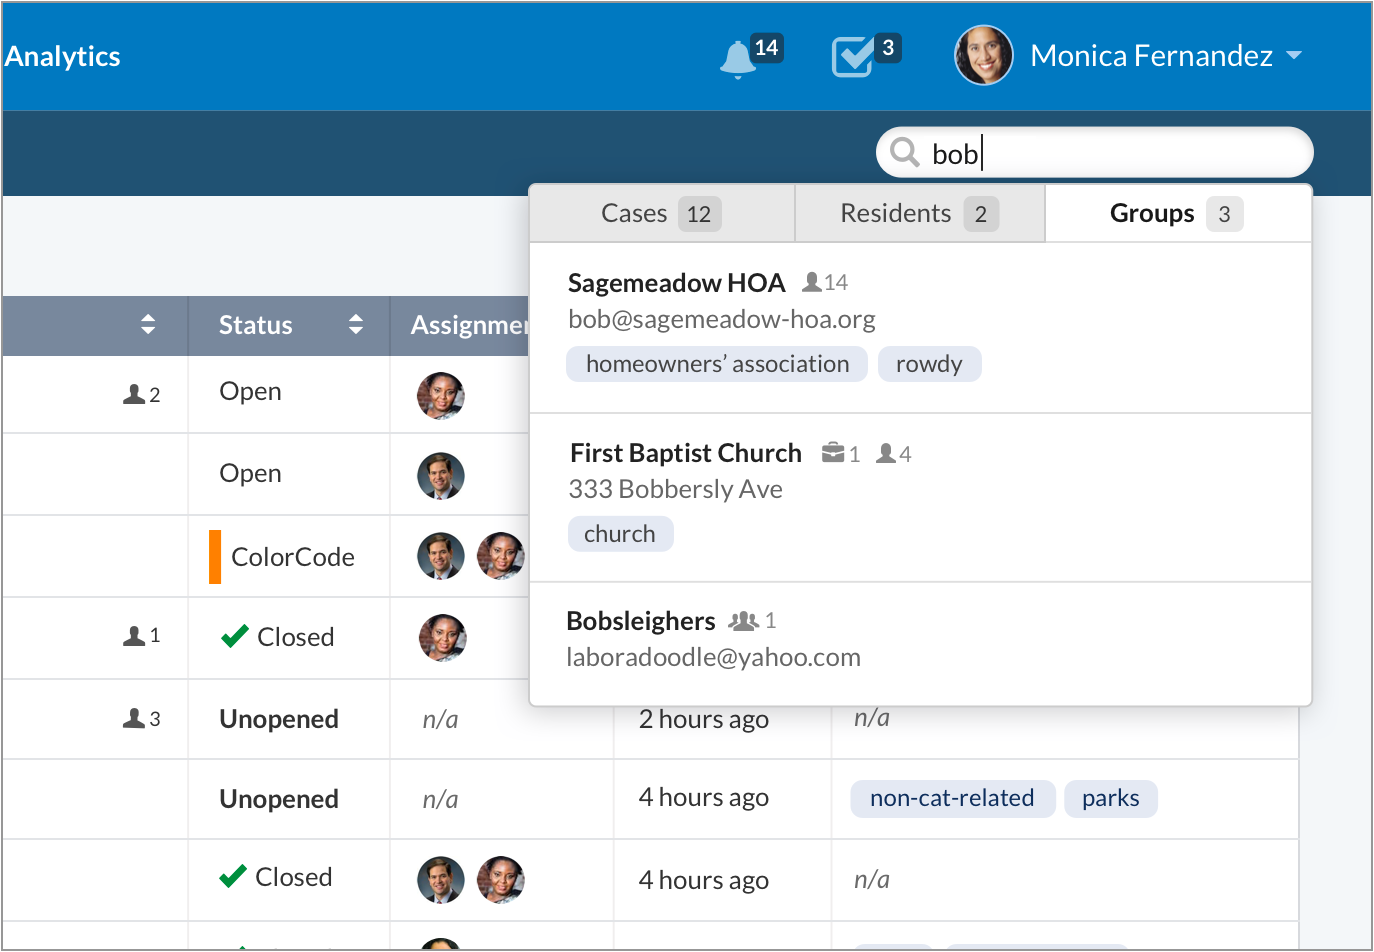 Analytics
14
3
Monica Fernandez
bob
Cases 12
Residents 2
Groups 3
Sagemeadow HOA 14
bob@sagemeadow-hoa.org
homeowners’ association
rowdy
First Baptist Church 1 4
333 Bobbersly Ave
church
Bobsleighers 1
laboradoodle@yahoo.com
Status
Assignmen
2 Open
Open
ColorCode
1 Closed
3 Unopened n/a 2 hours ago n/a
Unopened n/a 4 hours ago non-cat-related parks
Closed 4 hours ago n/a